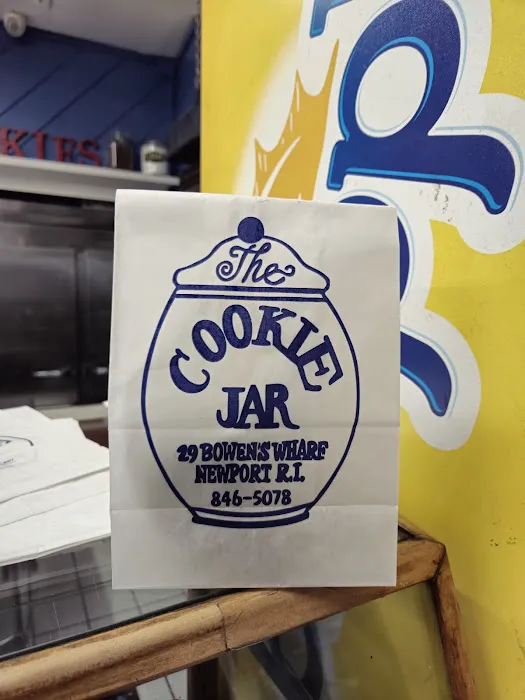 KIES
The
COOKIE
JAR
29 BOWEN'S WHARF
NEWPORT R.I.
846-5078